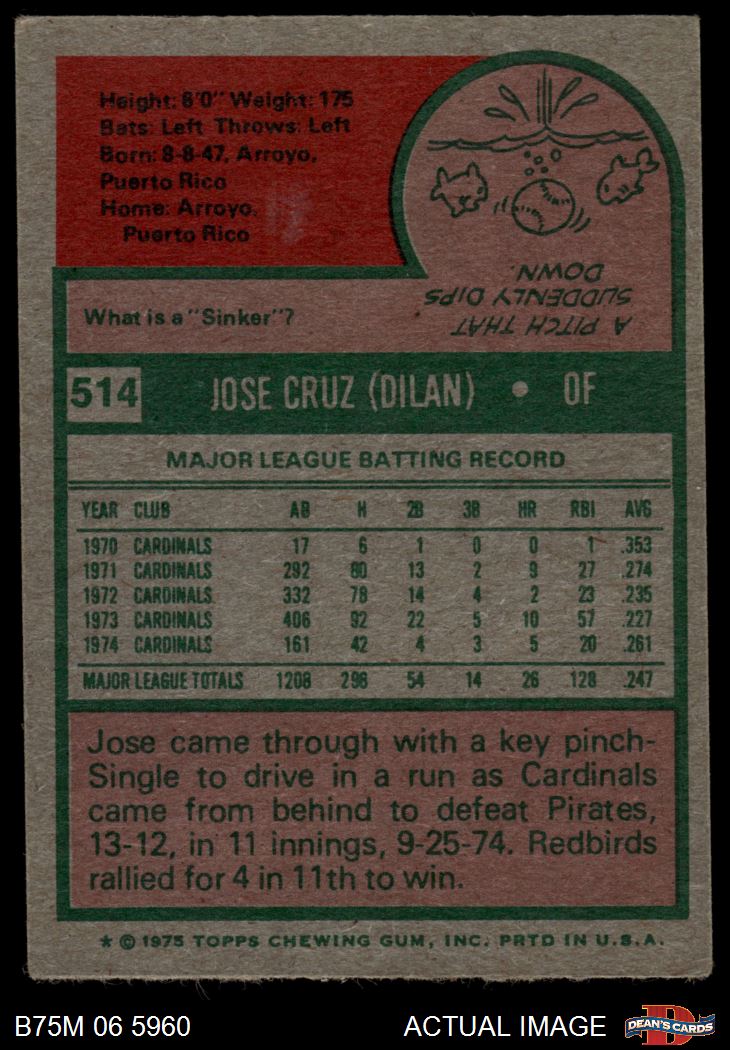 Height: 6'0" Weight: 175
Bats: Left Throws: Left
Born: 8-8-47, Arroyo,
Puerto Rico
Home: Arroyo,
Puerto Rico
What is a "Sinker"?
A PITCH THAT
SUDDENLY DIPS
DOWN.
514 JOSE CRUZ (DILAN) • OF
MAJOR LEAGUE BATTING RECORD
YEAR CLUB AB H 2B 3B HR RBI AVG
1970 CARDINALS 17 6 1 0 0 1 .353
1971 CARDINALS 292 80 13 2 9 27 .274
1972 CARDINALS 332 78 14 4 2 23 .235
1973 CARDINALS 406 92 22 5 10 57 .227
1974 CARDINALS 161 42 4 3 5 20 .261
MAJOR LEAGUE TOTALS 1208 298 54 14 26 128 .247
Jose came through with a key pinch-
Single to drive in a run as Cardinals
came from behind to defeat Pirates,
13-12, in 11 innings, 9-25-74. Redbirds
rallied for 4 in 11th to win.
* © 1975 TOPPS CHEWING GUM, INC. PRTD IN U.S.A.
B75M 06 5960 ACTUAL IMAGE
D
DEAN'S CARDS